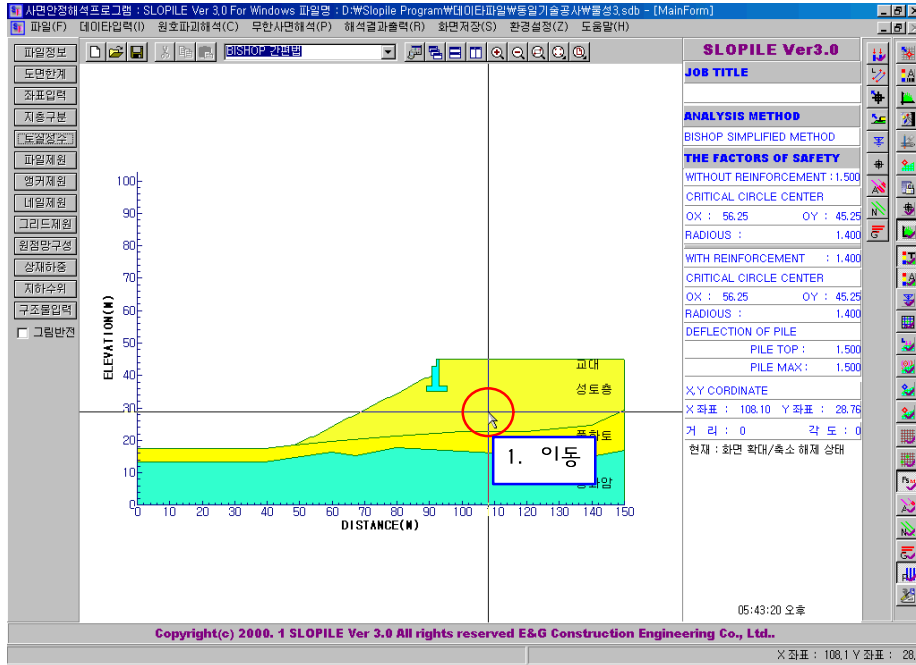 사면안정해석프로그램 : SLOPILE Ver 3.0 For Windows 파일명 : D:₩Slopile Program₩데이타파일₩동일기술공사₩물성3.sdb - [MainForm]
파일(F) 데이타입력(I) 원호파괴해석(C) 무한사면해석(P) 해석결과출력(R) 화면저장(S) 환경설정(Z) 도움말(H)
BISHOP 간편법
파일정보
도면한계
좌표입력
지층구분
토질성수
파일제원
앵커제원
네일제원
그리드제원
원점망구성
상재하중
지하수위
구조물입력
그림반전
ELEVATION(M)
100
90
80
70
60
50
40
30
20
10
0
0 10 20 30 40 50 60 70 80 90 100 110 120 130 140 150
DISTANCE(M)
교대
성토층
풍화토
1. 이동
SLOPILE Ver3.0
JOB TITLE
ANALYSIS METHOD
BISHOP SIMPLIFIED METHOD
THE FACTORS OF SAFETY
WITHOUT REINFORCEMENT : 1.500
CRITICAL CIRCLE CENTER
OX : 56.25 OY : 45.25
RADIOUS : 1.400
WITH REINFORCEMENT : 1.400
CRITICAL CIRCLE CENTER
OX : 56.25 OY : 45.25
RADIOUS : 1.400
DEFLECTION OF PILE
PILE TOP : 1.500
PILE MAX : 1.500
X,Y CORDINATE
X 좌표 : 108.10 Y 좌표 : 28.76
거 리 : 0 각 도 : 0
현재 : 화면 확대/축소 해제 상태
05:43:20 오후
Copyright(c) 2000. 1 SLOPILE Ver 3.0 All rights reserved E&G Construction Engineering Co., Ltd..
X 좌표 : 108.1 Y 좌표 : 28.